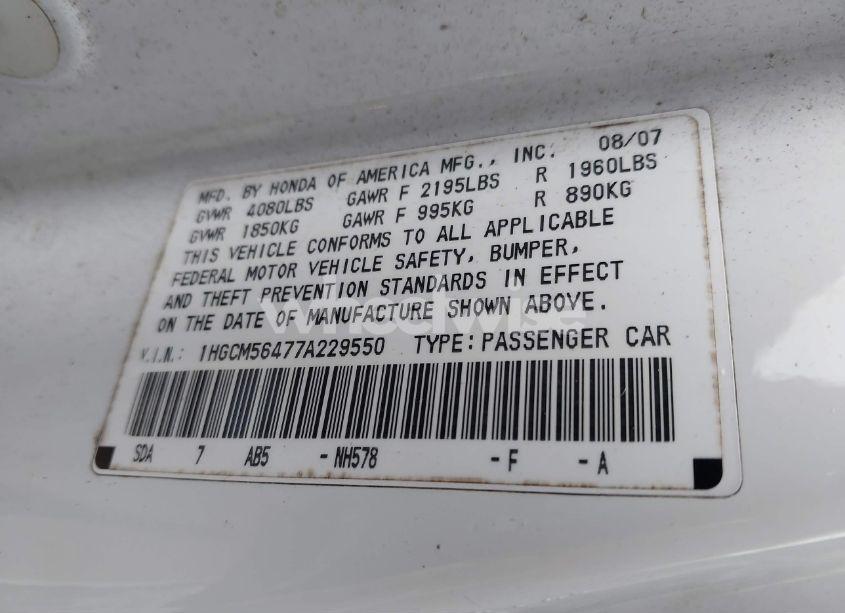 MFD. BY HONDA OF AMERICA MFG., INC. 08/07
GVWR 4080LBS GAWR F 2195LBS R 1960LBS
GVWR 1850KG GAWR F 995KG R 890KG
THIS VEHICLE CONFORMS TO ALL APPLICABLE
FEDERAL MOTOR VEHICLE SAFETY, BUMPER,
AND THEFT PREVENTION STANDARDS IN EFFECT
ON THE DATE OF MANUFACTURE SHOWN ABOVE.
wheelwise
V.I.N.: 1HGCM56477A229550 TYPE: PASSENGER CAR
SDA 7 AB5 -NH578 -F -A